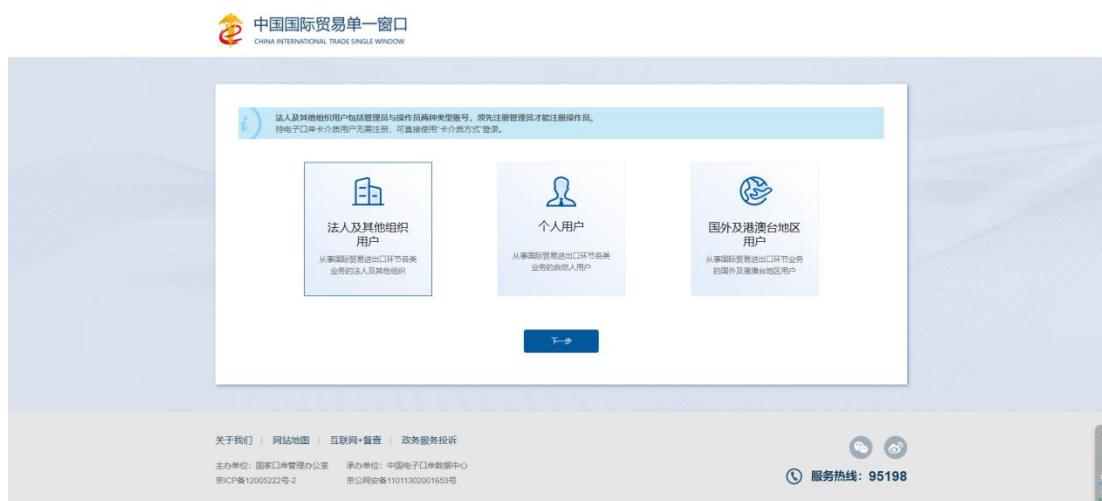 中国国际贸易单一窗口
CHINA INTERNATIONAL TRADE SINGLE WINDOW
法人及其他组织用户包括管理员与操作员两种类型账号，须先注册管理员才能注册操作员。
持电子口岸卡介质用户无需注册，可直接使用“卡介质方式”登录。
法人及其他组织
用户
从事国际贸易进出口环节各类
业务的法人及其他组织
个人用户
从事国际贸易进出口环节各类
业务的自然人用户
国外及港澳台地区
用户
从事国际贸易进出口环节业务
的国外及港澳台地区用户
下一步
关于我们 | 网站地图 | 互联网+督查 | 政务服务投诉
主办单位：国家口岸管理办公室 承办单位：中国电子口岸数据中心
京ICP备12005222号-2 京公网安备11011302001653号
服务热线：95198